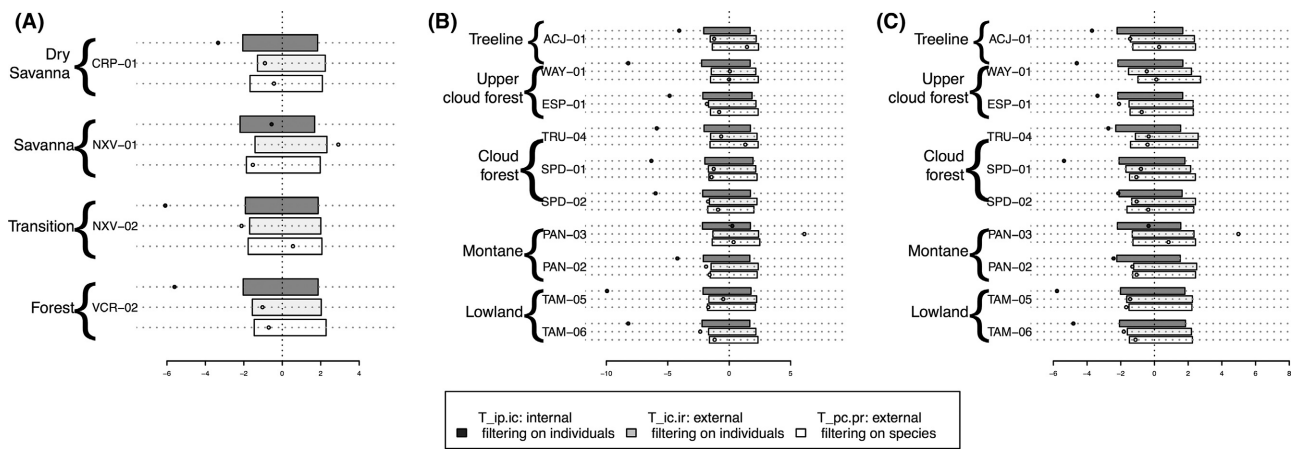 (A)
Dry
Savanna
CRP−01
Savanna
NXV−01
Transition
NXV−02
Forest
VCR−02
−6 −4 −2 0 2 4 6
(B)
Treeline
ACJ−01
WAY−01
Upper
cloud forest
ESP−01
TRU−04
Cloud
forest
SPD−01
SPD−02
PAN−03
Montane
PAN−02
TAM−05
Lowland
TAM−06
−10 −5 0 5
(C)
Treeline
ACJ−01
WAY−01
Upper
cloud forest
ESP−01
TRU−04
Cloud
forest
SPD−01
SPD−02
PAN−03
Montane
PAN−02
TAM−05
Lowland
TAM−06
−6 −4 −2 0 2 4 6 8
T_ip.ic: internal
filtering on individuals
T_ic.ir: external
filtering on individuals
T_pc.pr: external
filtering on species